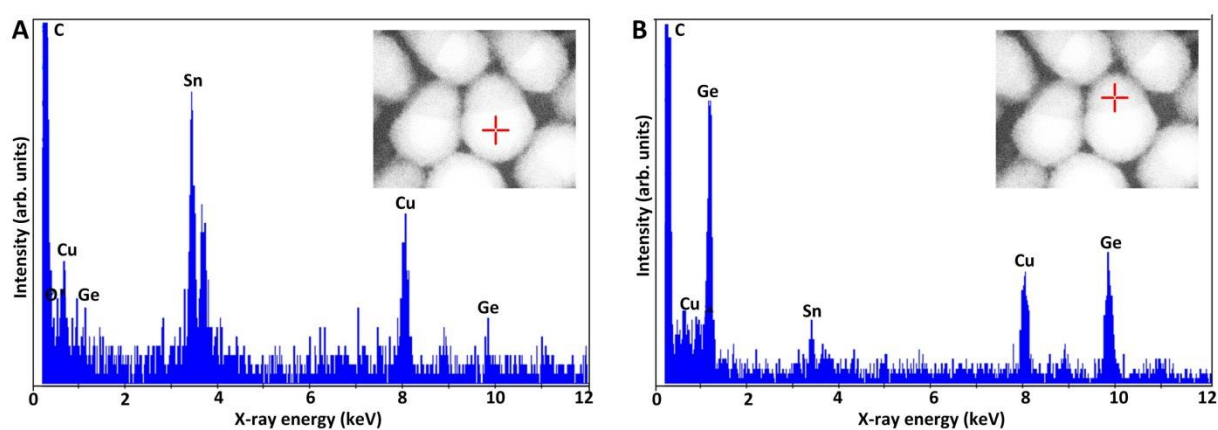 A
C
Sn
Cu
Cu
Ge
Ge
Intensity (arb. units)
0 2 4 6 8 10 12
X-ray energy (keV)
B
C
Ge
Cu
Sn
Cu
Ge
Intensity (arb. units)
0 2 4 6 8 10 12
X-ray energy (keV)